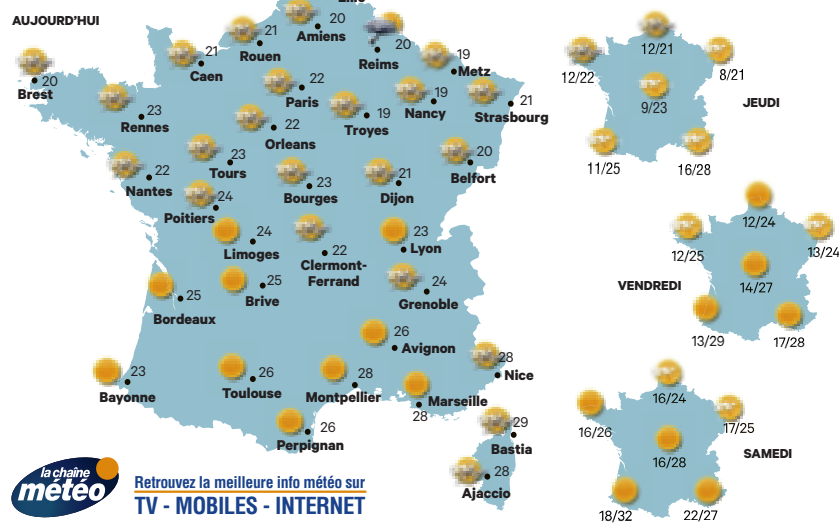 AUJOURD'HUI
20
Amiens
21
Rouen
21
Caen
20
Reims
19
Metz
20
Brest
23
Rennes
22
Paris
19
Troyes
19
Nancy
21
Strasbourg
22
Orleans
23
Tours
22
Nantes
23
Bourges
21
Dijon
20
Belfort
24
Poitiers
24
Limoges
22
Clermont-
Ferrand
23
Lyon
25
Bordeaux
25
Brive
24
Grenoble
26
Avignon
23
Bayonne
26
Toulouse
28
Montpellier
28
Marseille
28
Nice
26
Perpignan
29
Bastia
28
Ajaccio
12/21
12/22
8/21
9/23
11/25
16/28
JEUDI
12/24
12/25
13/24
14/27
13/29
17/28
VENDREDI
16/24
16/26
17/25
16/28
18/32
22/27
SAMEDI
la chaîne
météo
Retrouvez la meilleure info météo sur
TV - MOBILES - INTERNET